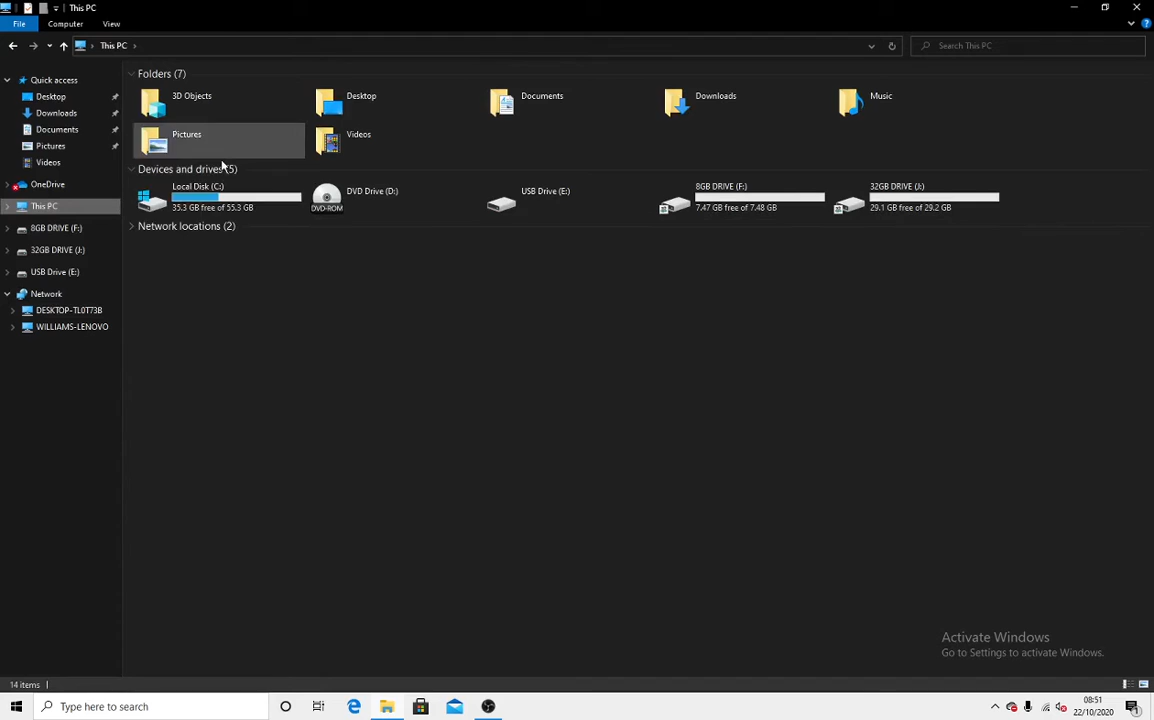 This PC
File
Computer
View
This PC
Search This PC
Quick access
Desktop
Downloads
Documents
Pictures
Videos
OneDrive
This PC
8GB DRIVE (F:)
32GB DRIVE (J:)
USB Drive (E:)
Network
DESKTOP-TL0T73B
WILLIAMS-LENOVO
Folders (7)
3D Objects
Desktop
Documents
Downloads
Music
Pictures
Videos
Devices and drives (5)
Local Disk (C:)
35.3 GB free of 55.3 GB
DVD Drive (D:)
DVD-ROM
USB Drive (E:)
8GB DRIVE (F:)
7.47 GB free of 7.48 GB
32GB DRIVE (J:)
29.1 GB free of 29.2 GB
Network locations (2)
Activate Windows
Go to Settings to activate Windows.
14 items
Type here to search
08:51
22/10/2020
1